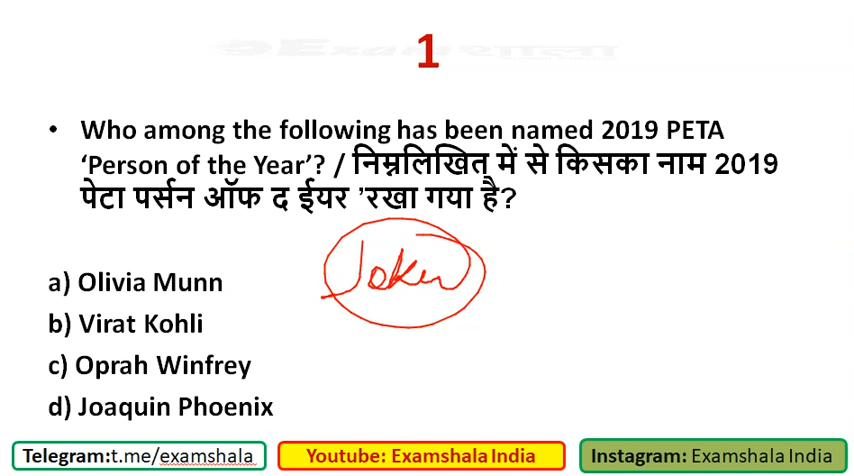 1
• Who among the following has been named 2019 PETA
‘Person of the Year’? / निम्नलिखित में से किसका नाम 2019
पेटा पर्सन ऑफ द ईयर ’रखा गया है?
Joker
a) Olivia Munn
b) Virat Kohli
c) Oprah Winfrey
d) Joaquin Phoenix
Telegram:t.me/examshala
Youtube: Examshala India
Instagram: Examshala India